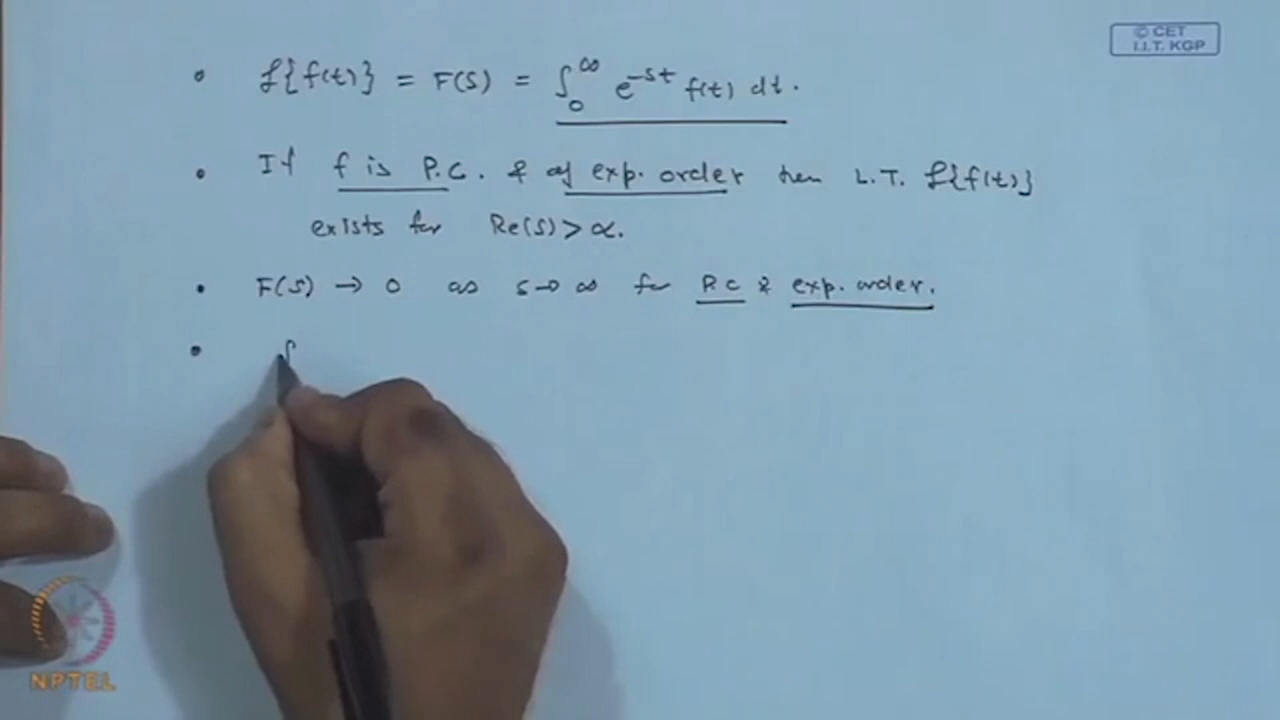 © CET
I.I.T. KGP
• ℒ{f(t)} = F(s) = ∫₀^∞ e^{-st} f(t) dt.
• If f is P.C. & of exp. order then L.T. ℒ{f(t)}
exists for Re(s) > α.
• F(s) → 0 as s → ∞ for P.C & exp. order.
•
NPTEL